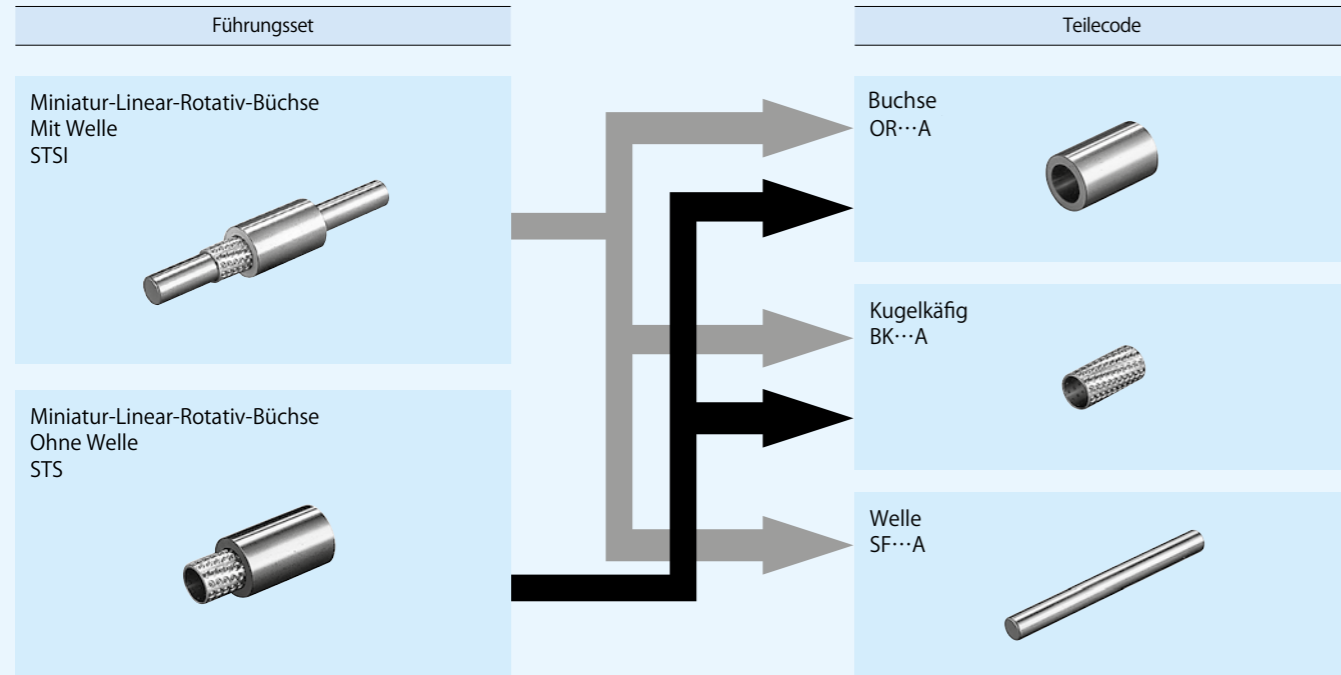 Führungsset
Teilecode
Miniatur-Linear-Rotativ-Büchse
Mit Welle
STSI
Buchse
OR⋯A
Kugelkäfig
BK⋯A
Miniatur-Linear-Rotativ-Büchse
Ohne Welle
STS
Welle
SF⋯A